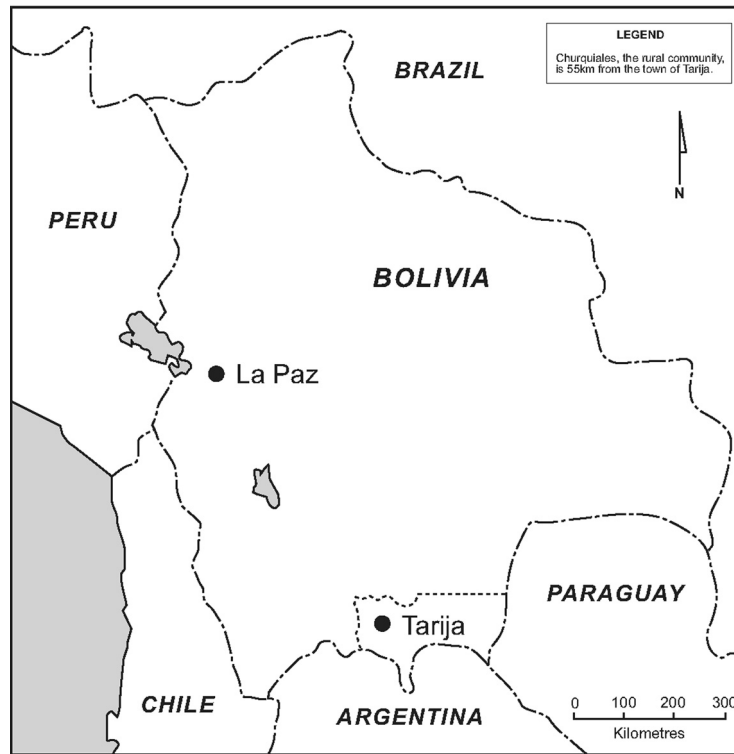 LEGEND
Churquiales, the rural community,
is 55km from the town of Tarija.
BRAZIL
N
PERU
BOLIVIA
La Paz
PARAGUAY
Tarija
CHILE
ARGENTINA
0 100 200 300
Kilometres